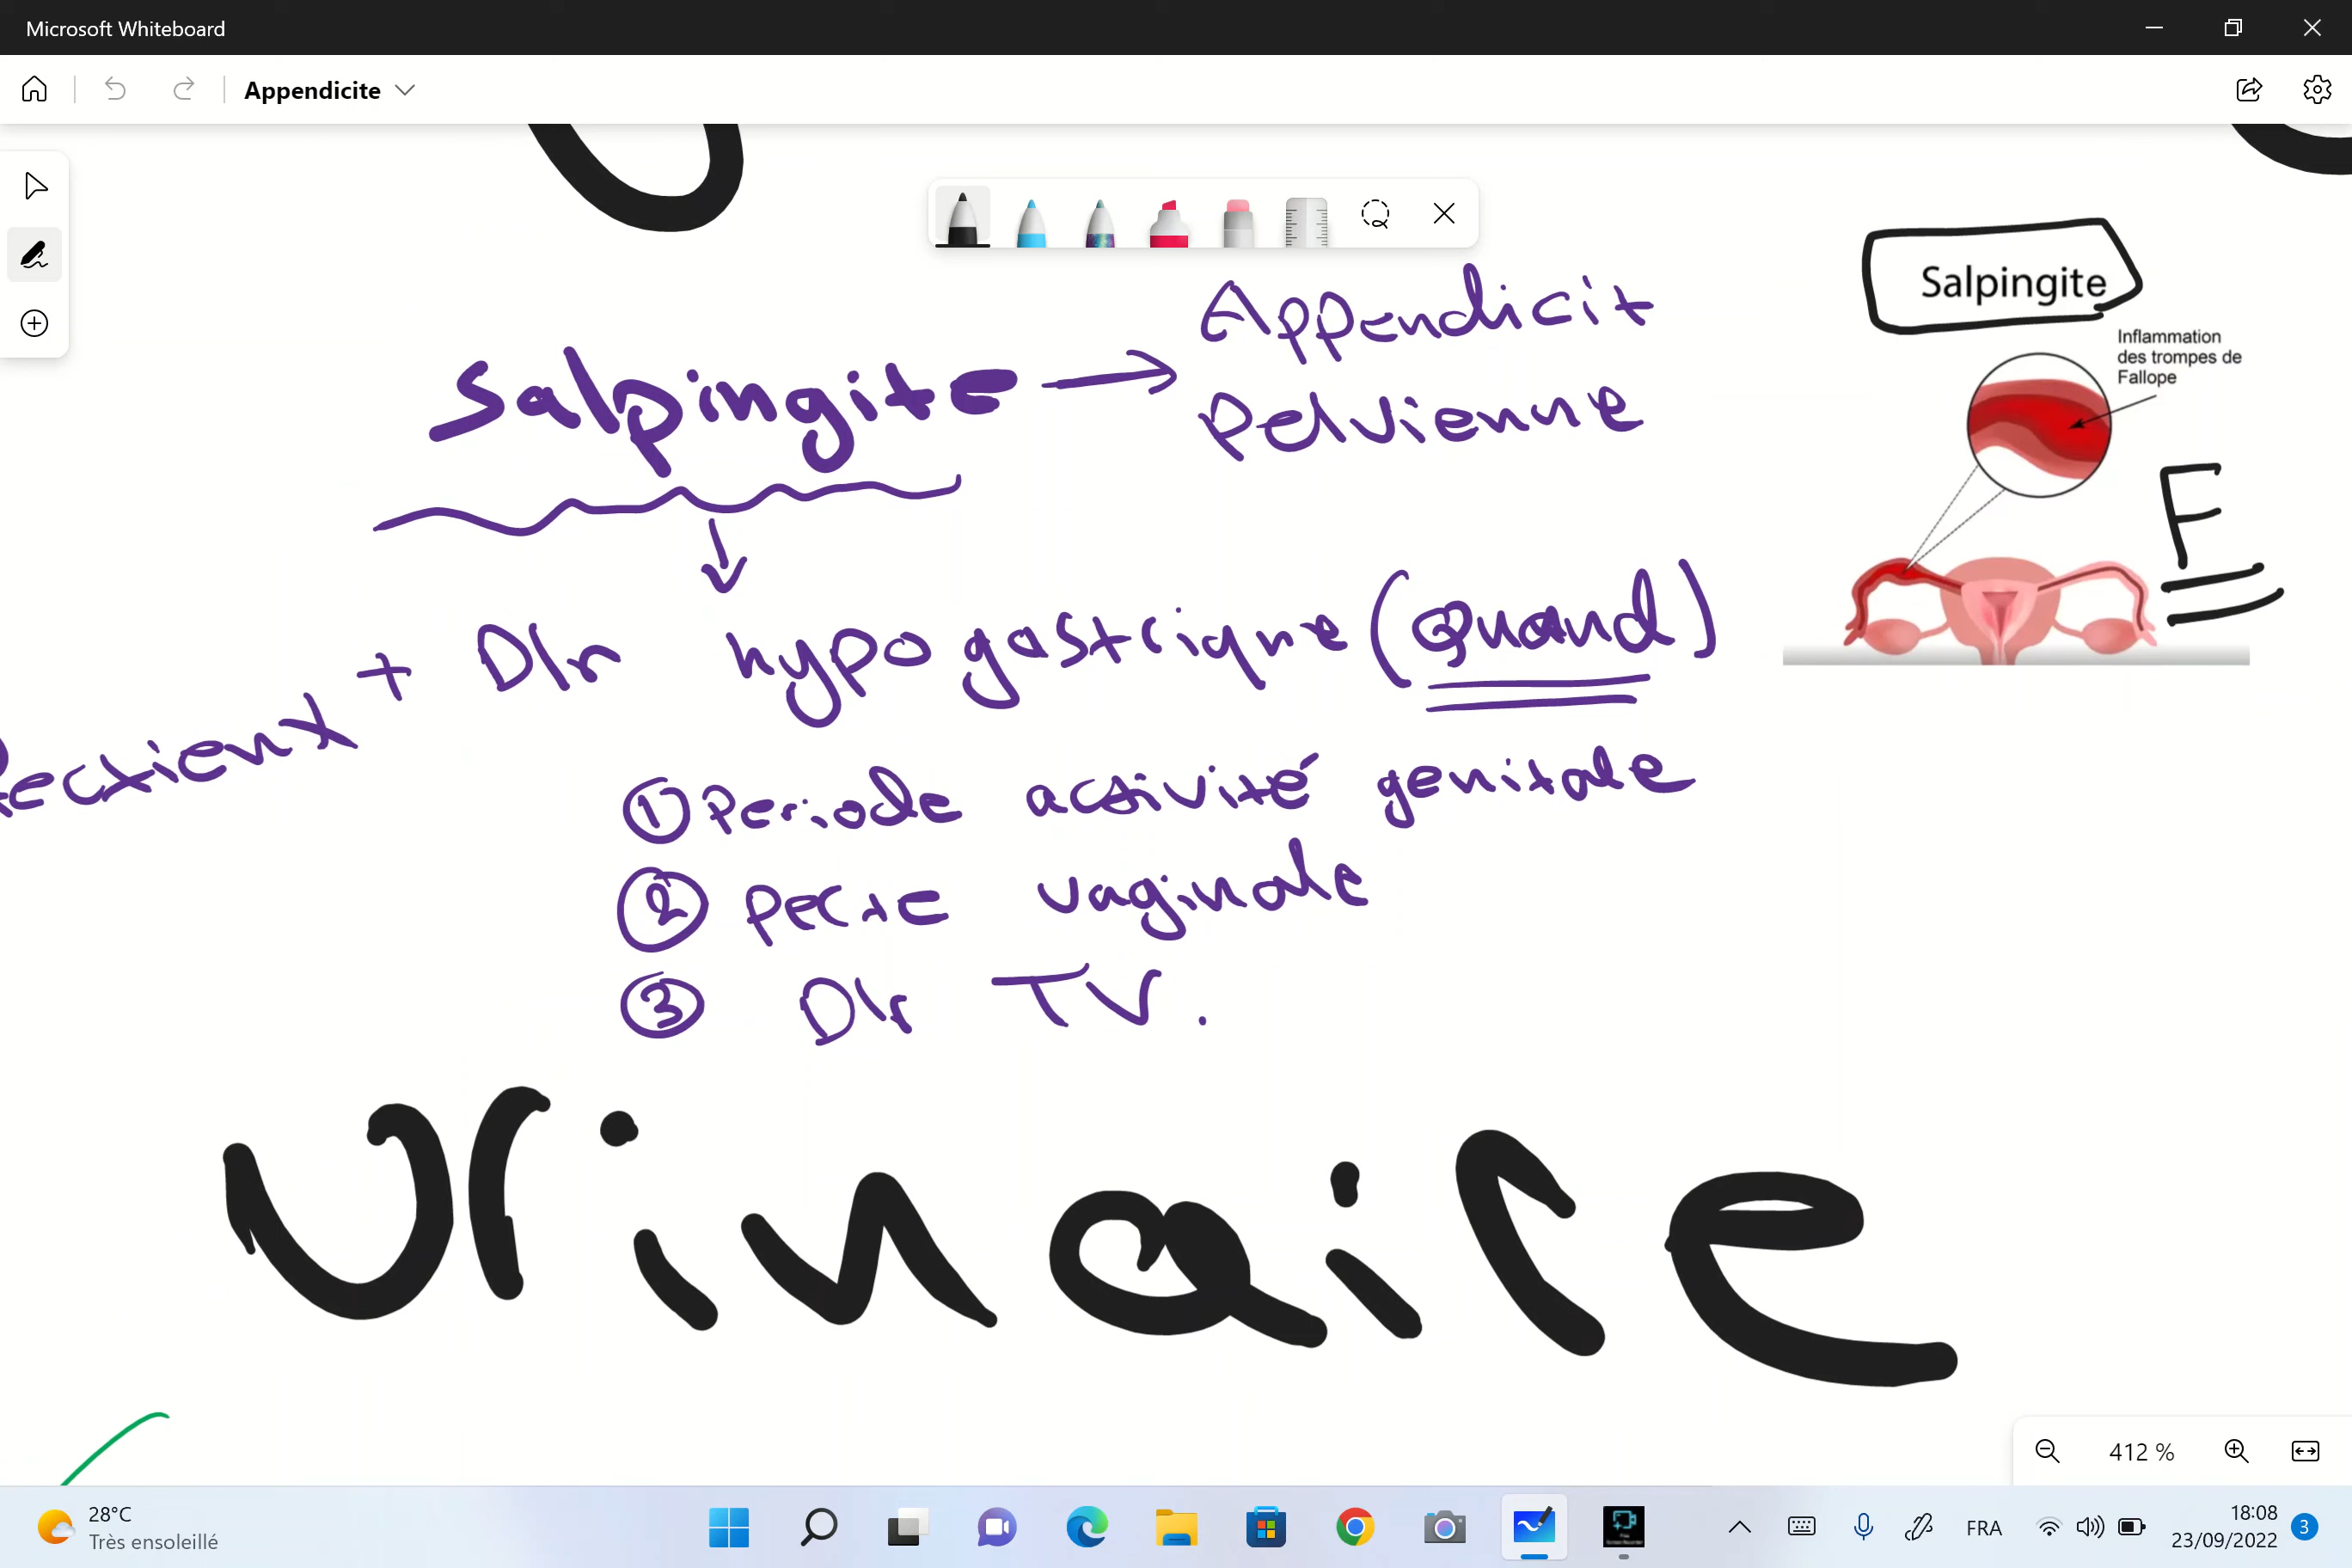 Microsoft Whiteboard
Appendicite
Salpingite
Inflammation
des trompes de
Fallope
F
Salpingite → Appendicit
Pelvienne
ectieux + Dlr hypogastrique (Quand)
① Periode activité genitale
② perte vaginale
③ Dlr TV.
Urinaire
412 %
28°C
Très ensoleillé
FRA
18:08
23/09/2022
3